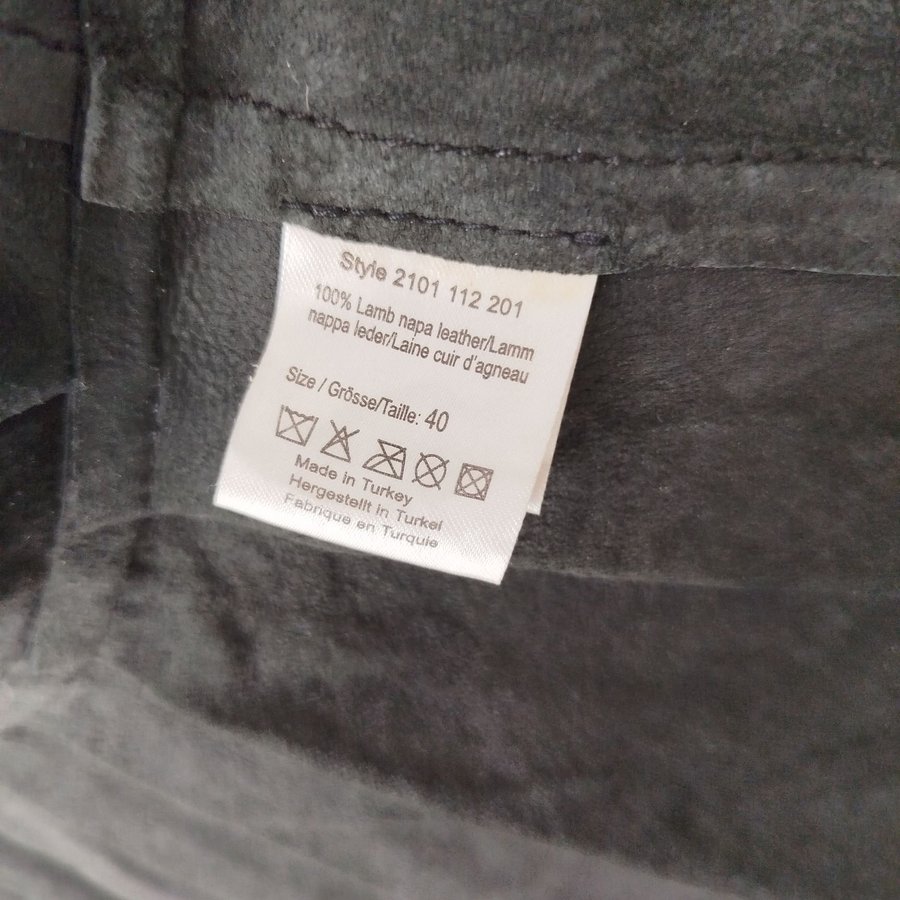 Style 2101 112 201
100% Lamb napa leather/Lamm
nappa leder/Laine cuir d'agneau
Size / Grösse/Taille: 40
Made in Turkey
Hergestellt in Turkei
Fabrique en Turquie